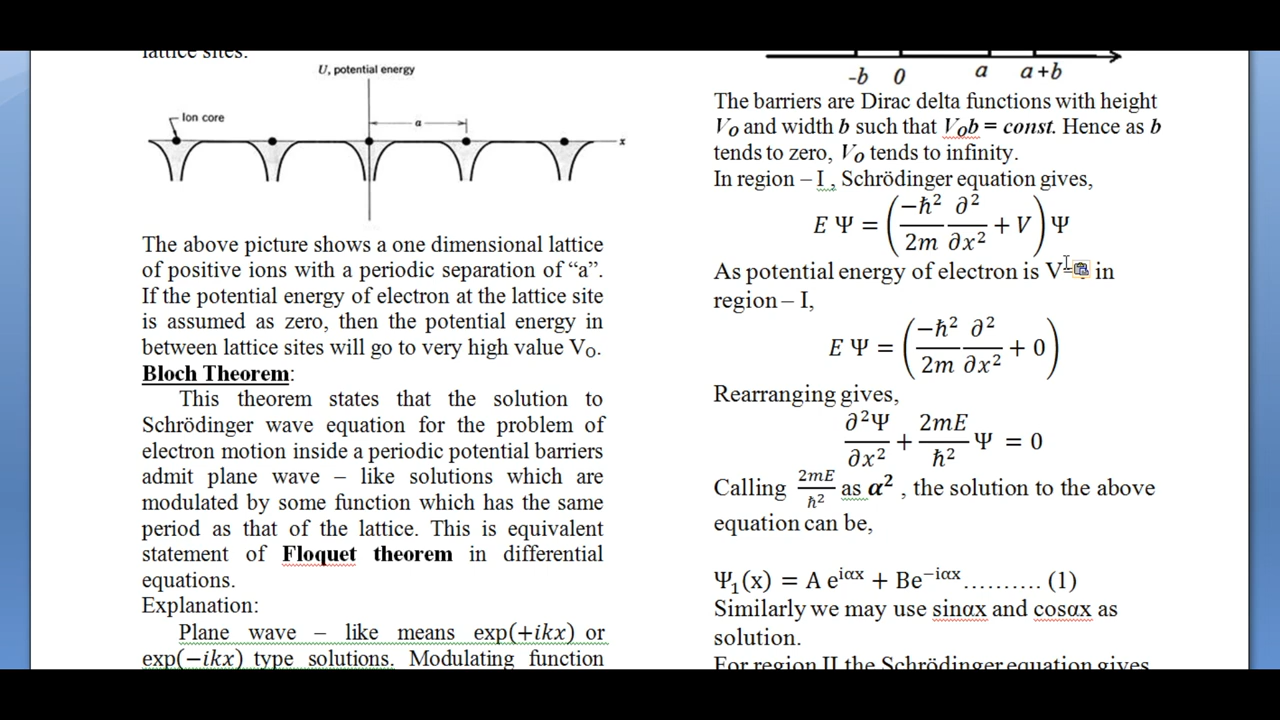 lattice sites.
U, potential energy
Ion core
a
x
The above picture shows a one dimensional lattice
of positive ions with a periodic separation of “a”.
If the potential energy of electron at the lattice site
is assumed as zero, then the potential energy in
between lattice sites will go to very high value V₀.
Bloch Theorem:
This theorem states that the solution to
Schrödinger wave equation for the problem of
electron motion inside a periodic potential barriers
admit plane wave – like solutions which are
modulated by some function which has the same
period as that of the lattice. This is equivalent
statement of Floquet theorem in differential
equations.
Explanation:
Plane wave – like means exp(+ikx) or
exp(−ikx) type solutions. Modulating function
-b 0 a a+b
The barriers are Dirac delta functions with height
V₀ and width b such that V₀b = const. Hence as b
tends to zero, V₀ tends to infinity.
In region – I , Schrödinger equation gives,
E Ψ = (−ħ²/2m ∂²/∂x² + V) Ψ
As potential energy of electron is V in
region – I,
E Ψ = (−ħ²/2m ∂²/∂x² + 0)
Rearranging gives,
∂²Ψ/∂x² + 2mE/ħ² Ψ = 0
Calling 2mE/ħ² as α² , the solution to the above
equation can be,
Ψ₁(x) = A e^iαx + Be^−iαx.......... (1)
Similarly we may use sinαx and cosαx as
solution.
For region II the Schrödinger equation gives